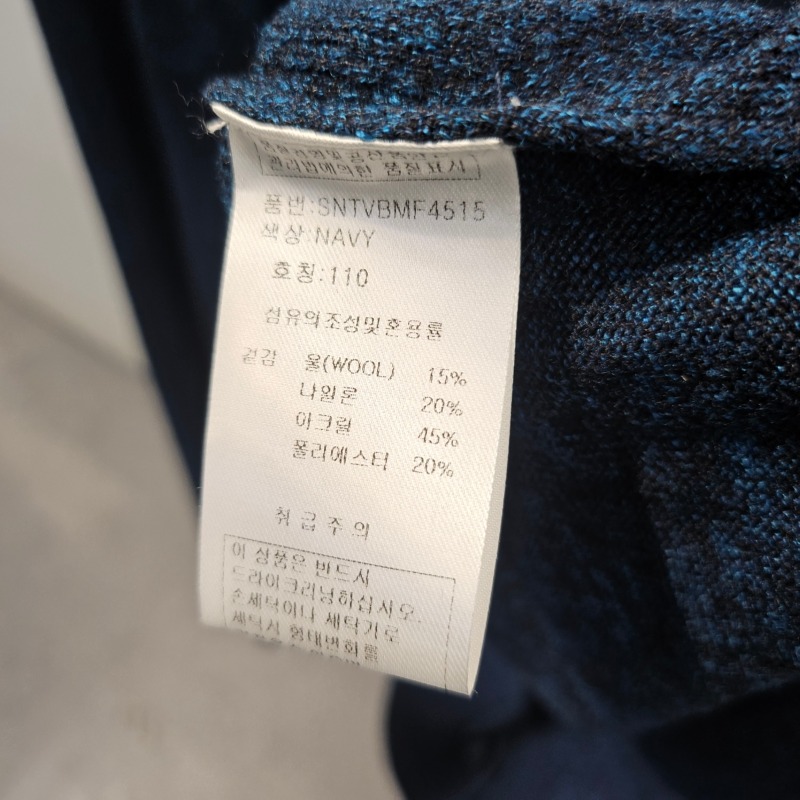 관리법에의한 품질표시
품번:SNTVBMF4515
색상:NAVY
호칭:110
섬유의조성및혼용률
겉감 울(WOOL) 15%
나일론 20%
아크릴 45%
폴리에스터 20%
취급주의
이 상품은 반드시
드라이크리닝하십시오.
손세탁이나 세탁기로
세탁시 형태변화를